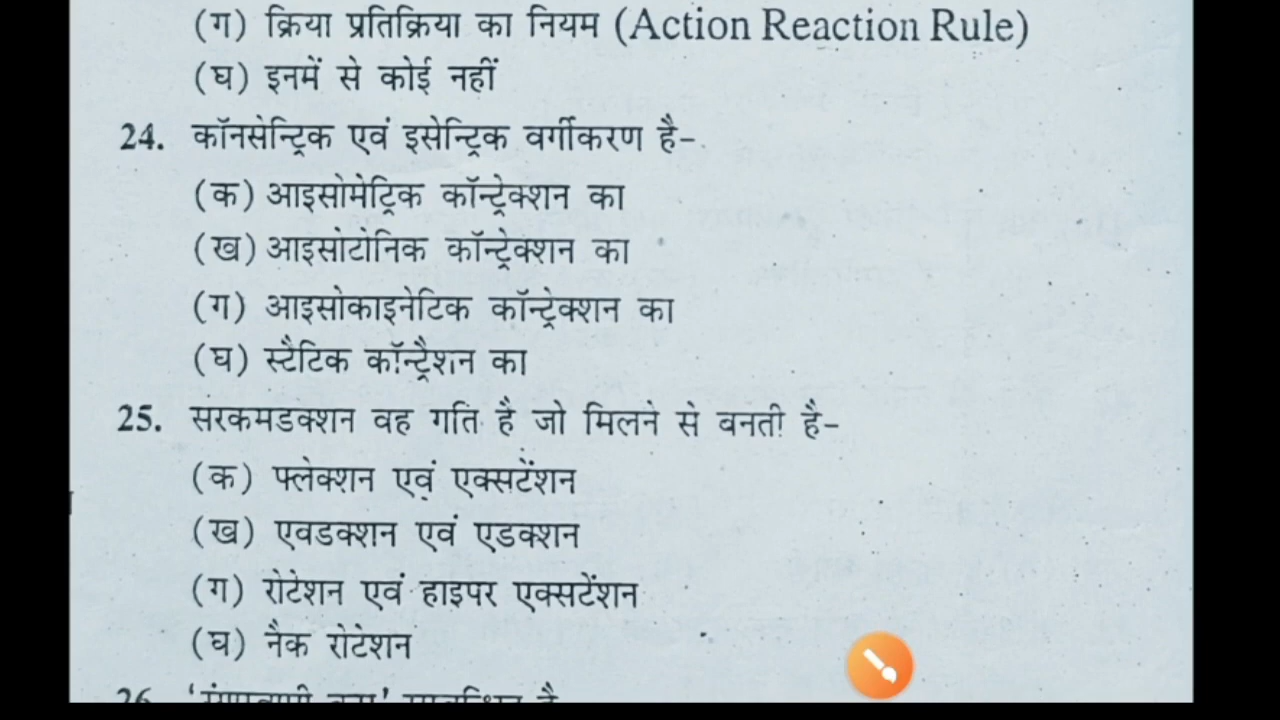 (ग) क्रिया प्रतिक्रिया का नियम (Action Reaction Rule)
(घ) इनमें से कोई नहीं
24. कॉनसेन्ट्रिक एवं इसेन्ट्रिक वर्गीकरण है-
(क) आइसोमेट्रिक कॉन्ट्रेक्शन का
(ख) आइसोटोनिक कॉन्ट्रेक्शन का
(ग) आइसोकाइनेटिक कॉन्ट्रेक्शन का
(घ) स्टैटिक कॉन्ट्रैशन का
25. सरकमडक्शन वह गति है जो मिलने से बनती है-
(क) फ्लेक्शन एवं एक्सटेंशन
(ख) एवडक्शन एवं एडक्शन
(ग) रोटेशन एवं हाइपर एक्सटेंशन
(घ) नैक रोटेशन
26.